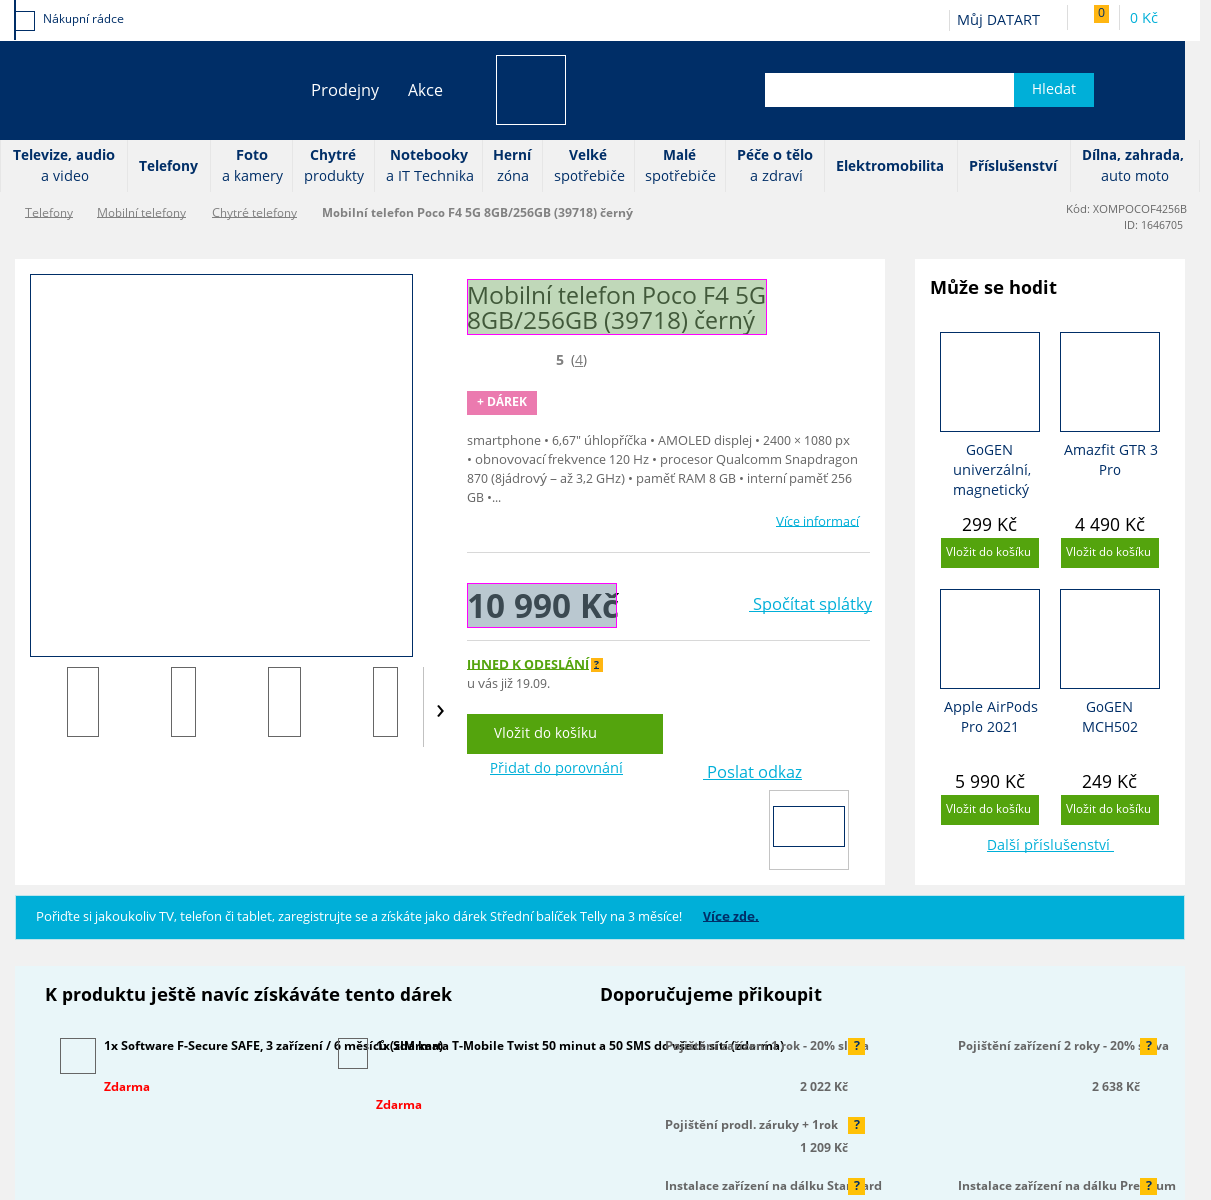 Nákupní rádce
Můj DATART
0
0 Kč
Prodejny
Akce
Hledat
Televize, audio
a video
Telefony
Foto
a kamery
Chytré
produkty
Notebooky
a IT Technika
Herní
zóna
Velké
spotřebiče
Malé
spotřebiče
Péče o tělo
a zdraví
Elektromobilita
Příslušenství
Dílna, zahrada,
auto moto
Telefony
Mobilní telefony
Chytré telefony
Mobilní telefon Poco F4 5G 8GB/256GB (39718) černý
Kód: XOMPOCOF4256B
ID: 1646705
Mobilní telefon Poco F4 5G
8GB/256GB (39718) černý
5 (4)
+ DÁREK
smartphone • 6,67" úhlopříčka • AMOLED displej • 2400 × 1080 px
• obnovovací frekvence 120 Hz • procesor Qualcomm Snapdragon
870 (8jádrový – až 3,2 GHz) • paměť RAM 8 GB • interní paměť 256
GB •...
Více informací
10 990 Kč
Spočítat splátky
IHNED K ODESLÁNÍ ?
u vás již 19.09.
Vložit do košíku
Přidat do porovnání
Poslat odkaz
Může se hodit
GoGEN
univerzální,
magnetický
299 Kč
Vložit do košíku
Amazfit GTR 3
Pro
4 490 Kč
Vložit do košíku
Apple AirPods
Pro 2021
5 990 Kč
Vložit do košíku
GoGEN
MCH502
249 Kč
Vložit do košíku
Další příslušenství
Pořiďte si jakoukoliv TV, telefon či tablet, zaregistrujte se a získáte jako dárek Střední balíček Telly na 3 měsíce! Více zde.
K produktu ještě navíc získáváte tento dárek
1x Software F-Secure SAFE, 3 zařízení / 6 měsíců (zdarma)
Zdarma
1x SIM karta T-Mobile Twist 50 minut a 50 SMS do všech sítí (zdarma)
Zdarma
Doporučujeme přikoupit
Pojištění zařízení 1 rok - 20% sleva
?
2 022 Kč
Pojištění zařízení 2 roky - 20% sleva
?
2 638 Kč
Pojištění prodl. záruky + 1rok
?
1 209 Kč
Instalace zařízení na dálku Standard
?
Instalace zařízení na dálku Premium
?